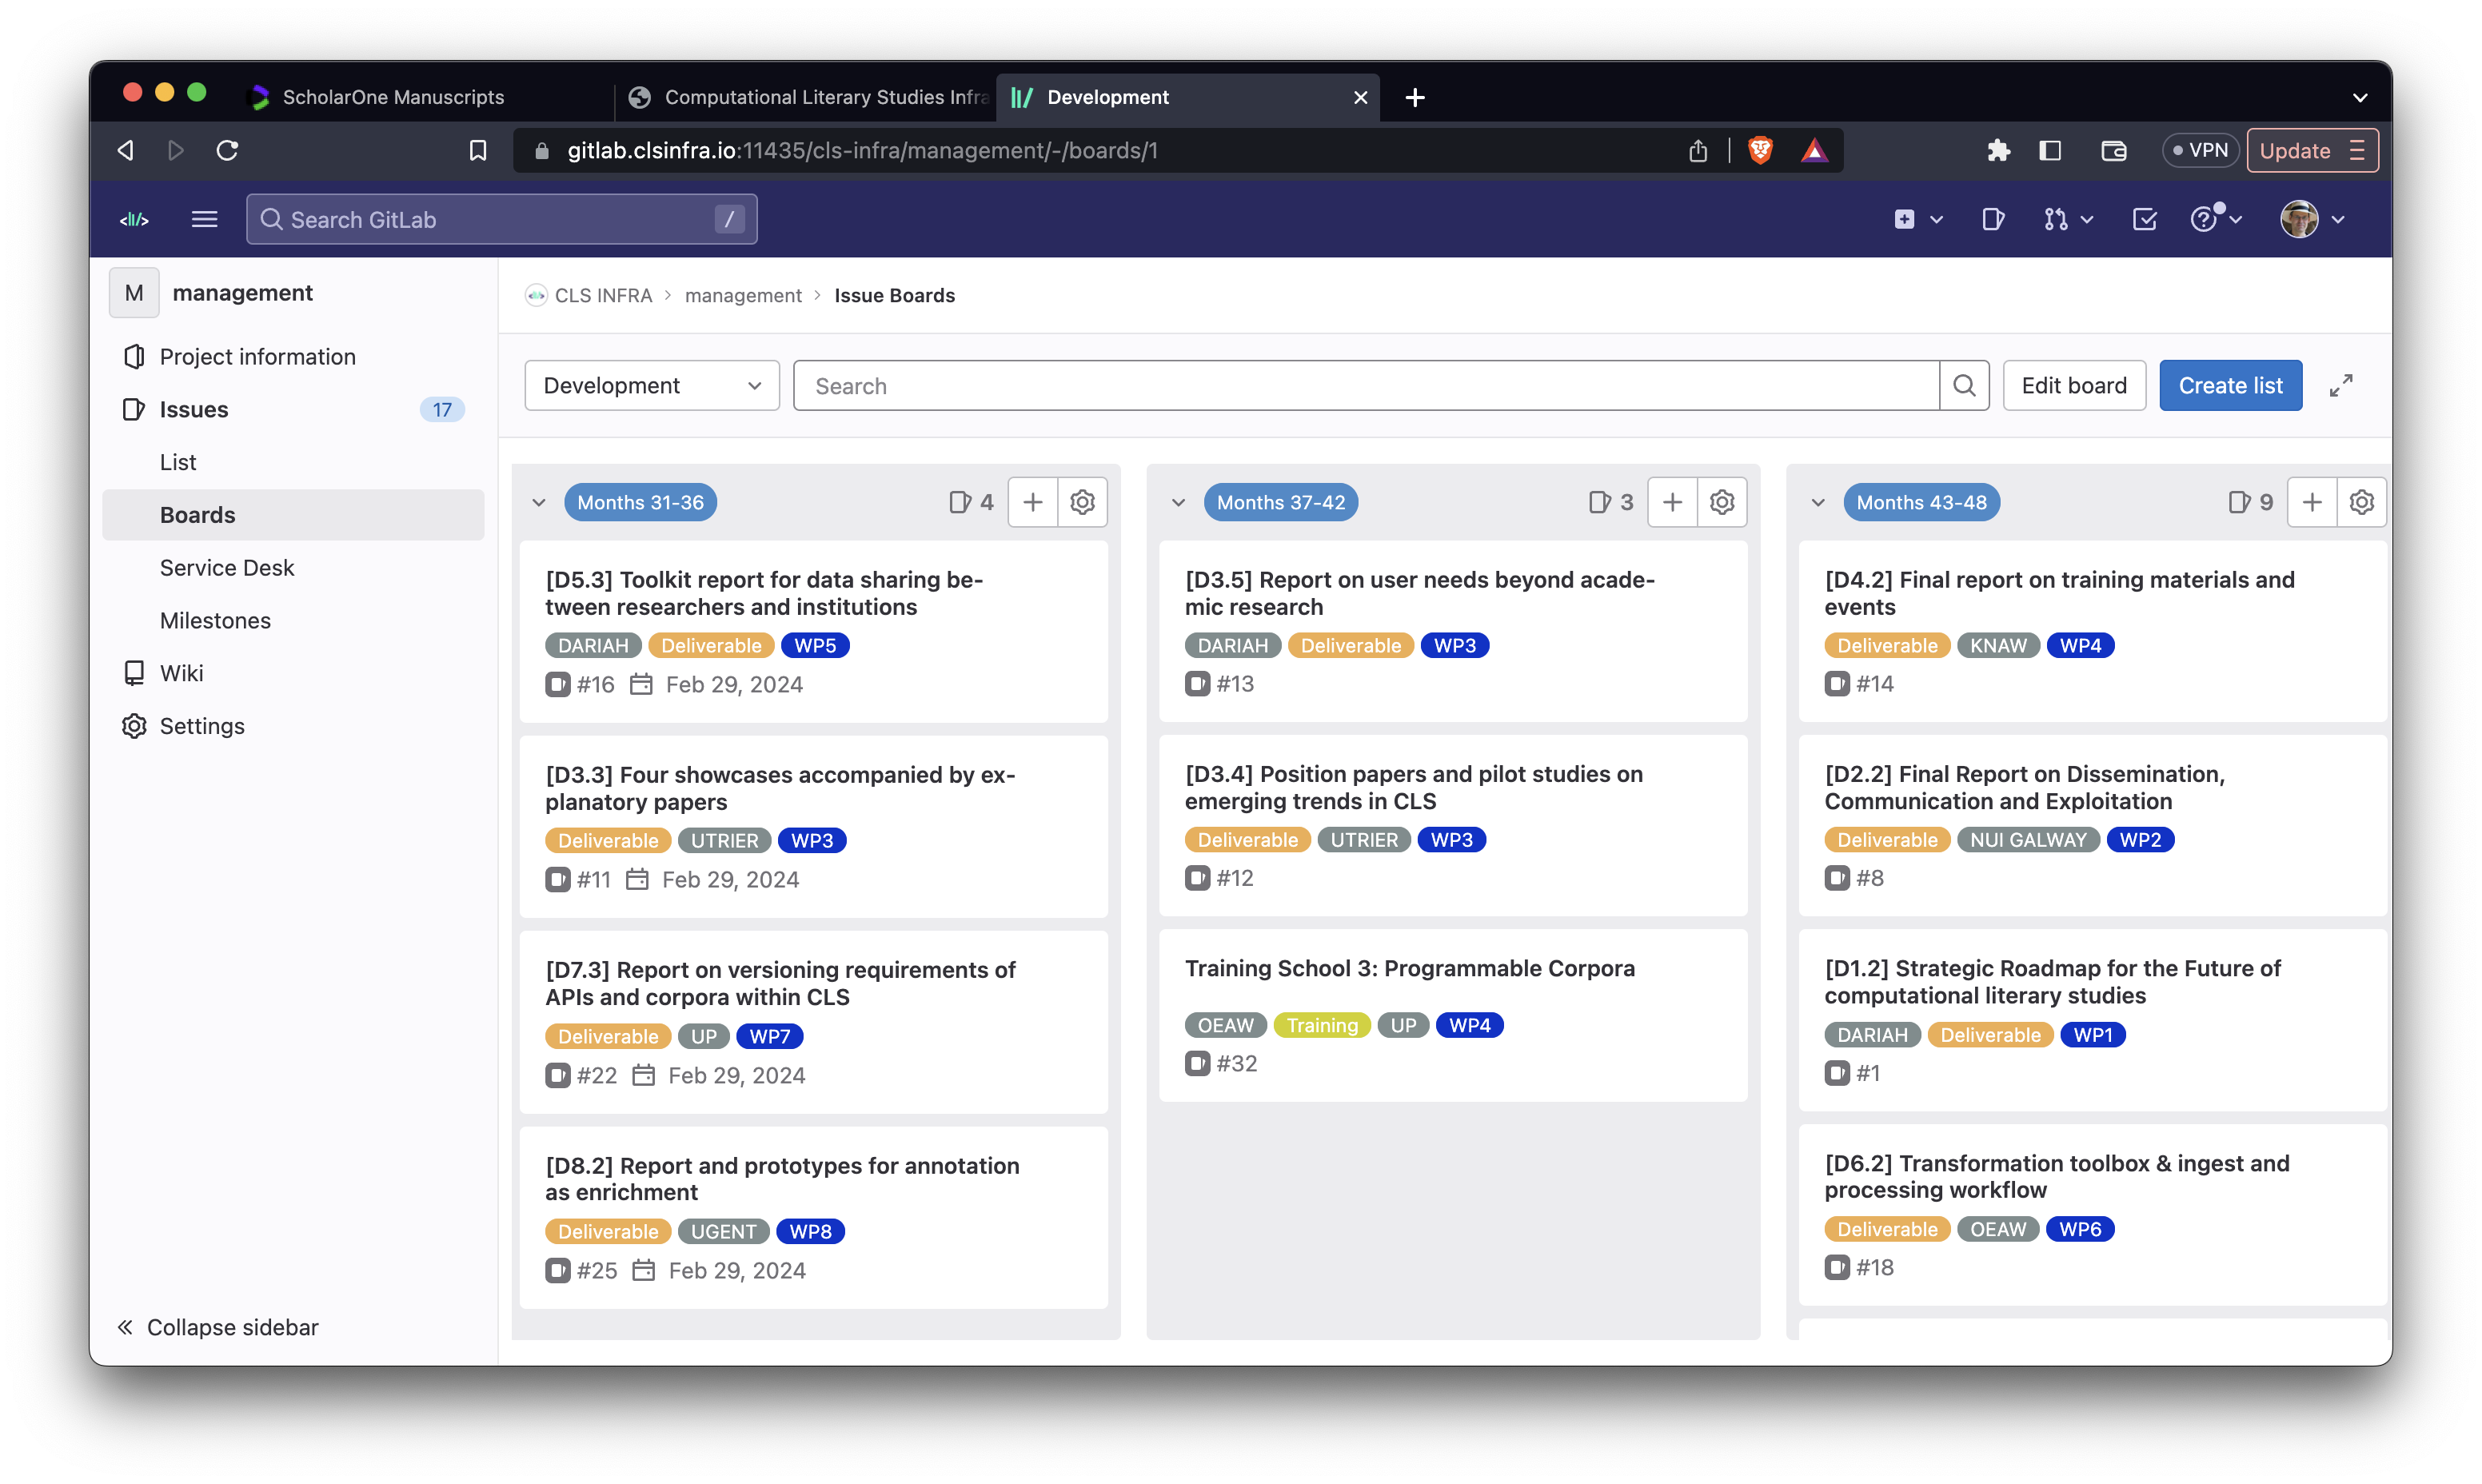 ScholarOne Manuscripts
Computational Literary Studies Infra
Development
gitlab.clsinfra.io:11435/cls-infra/management/-/boards/1
VPN
Update
Search GitLab
/
M management
Project information
Issues 17
List
Boards
Service Desk
Milestones
Wiki
Settings
Collapse sidebar
CLS INFRA > management > Issue Boards
Development
Search
Edit board
Create list
Months 31-36
4
[D5.3] Toolkit report for data sharing be-
tween researchers and institutions
DARIAH Deliverable WP5
#16 Feb 29, 2024
[D3.3] Four showcases accompanied by ex-
planatory papers
Deliverable UTRIER WP3
#11 Feb 29, 2024
[D7.3] Report on versioning requirements of
APIs and corpora within CLS
Deliverable UP WP7
#22 Feb 29, 2024
[D8.2] Report and prototypes for annotation
as enrichment
Deliverable UGENT WP8
#25 Feb 29, 2024
Months 37-42
3
[D3.5] Report on user needs beyond acade-
mic research
DARIAH Deliverable WP3
#13
[D3.4] Position papers and pilot studies on
emerging trends in CLS
Deliverable UTRIER WP3
#12
Training School 3: Programmable Corpora
OEAW Training UP WP4
#32
Months 43-48
9
[D4.2] Final report on training materials and
events
Deliverable KNAW WP4
#14
[D2.2] Final Report on Dissemination,
Communication and Exploitation
Deliverable NUI GALWAY WP2
#8
[D1.2] Strategic Roadmap for the Future of
computational literary studies
DARIAH Deliverable WP1
#1
[D6.2] Transformation toolbox & ingest and
processing workflow
Deliverable OEAW WP6
#18